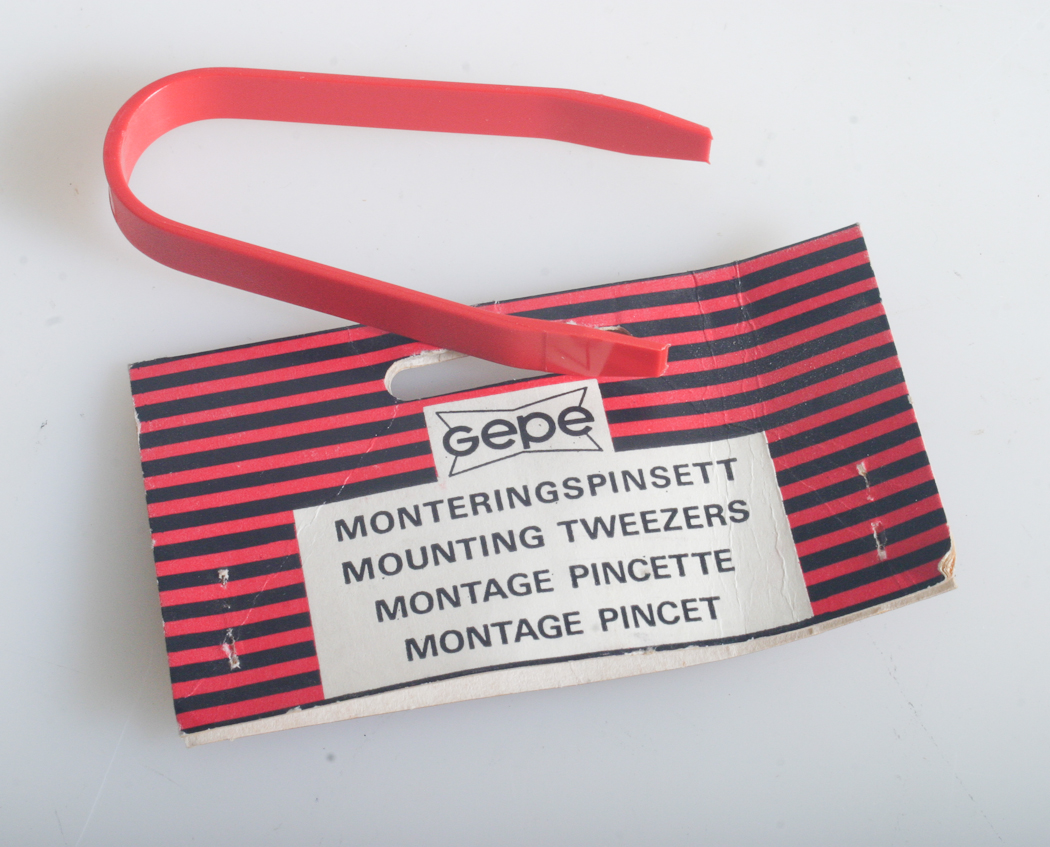 Gepe
MONTERINGSPINSETT
MOUNTING TWEEZERS
MONTAGE PINCETTE
MONTAGE PINCET